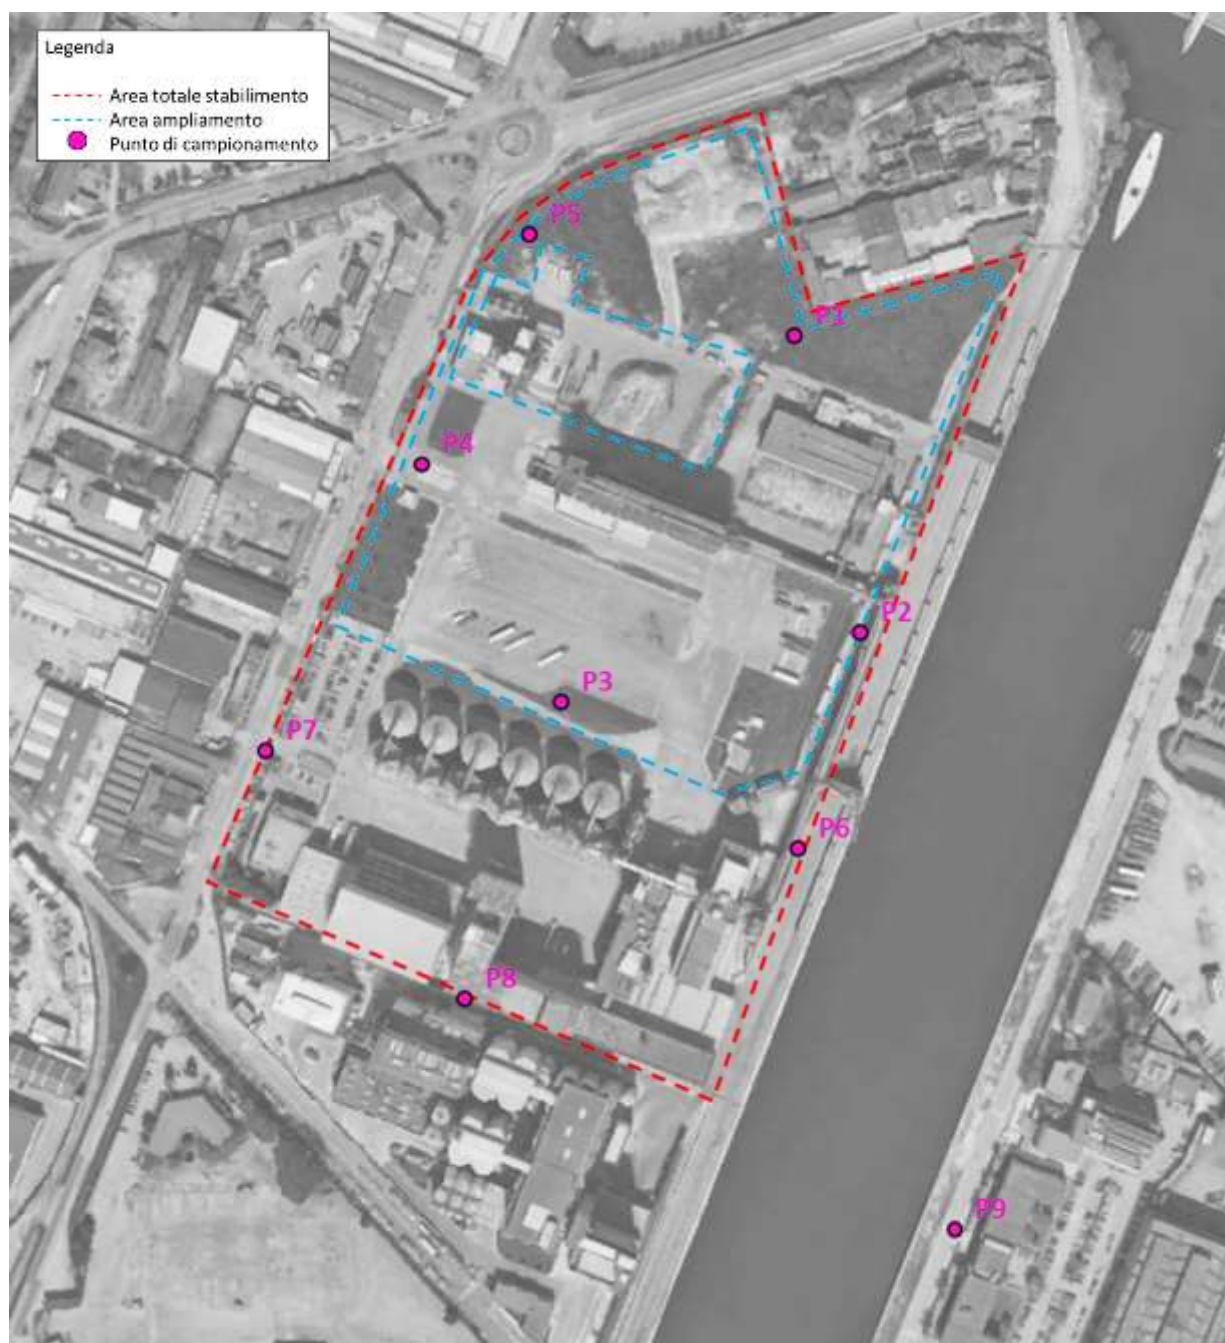 Legenda
Area totale stabilimento
Area ampliamento
Punto di campionamento
P5
P1
P4
P2
P3
P7
P6
P8
P9